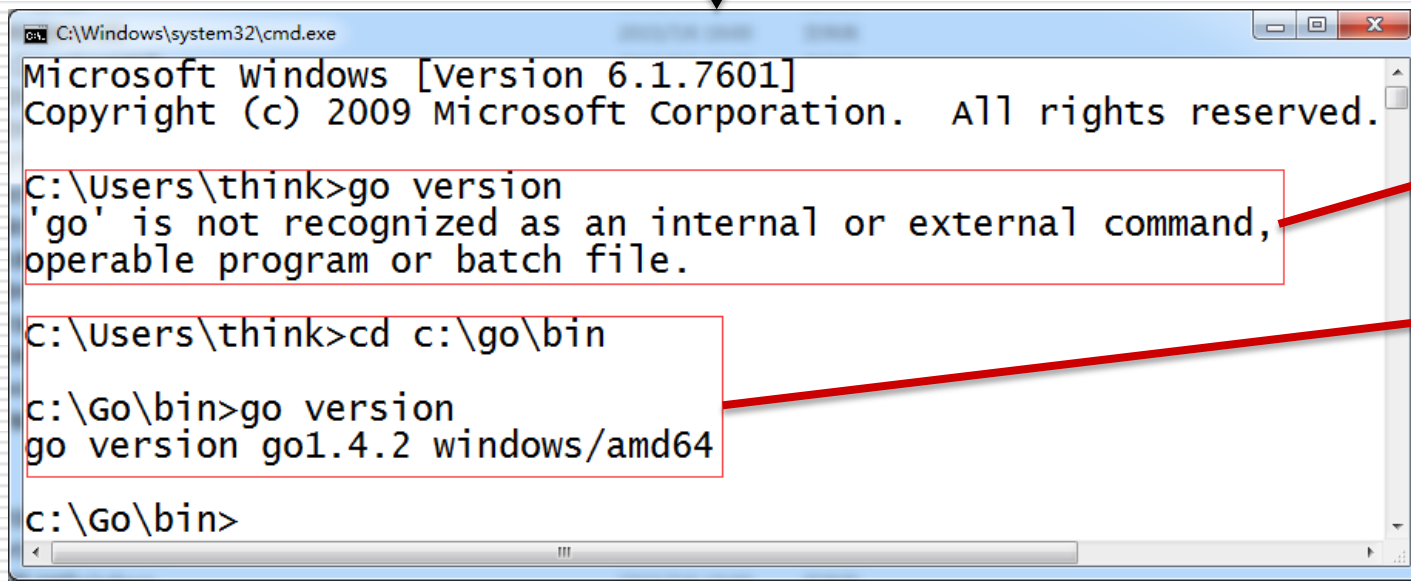 C:\Windows\system32\cmd.exe
Microsoft Windows [Version 6.1.7601]
Copyright (c) 2009 Microsoft Corporation.  All rights reserved.
C:\Users\think>go version
'go' is not recognized as an internal or external command,
operable program or batch file.
C:\Users\think>cd c:\go\bin
c:\Go\bin>go version
go version go1.4.2 windows/amd64
c:\Go\bin>